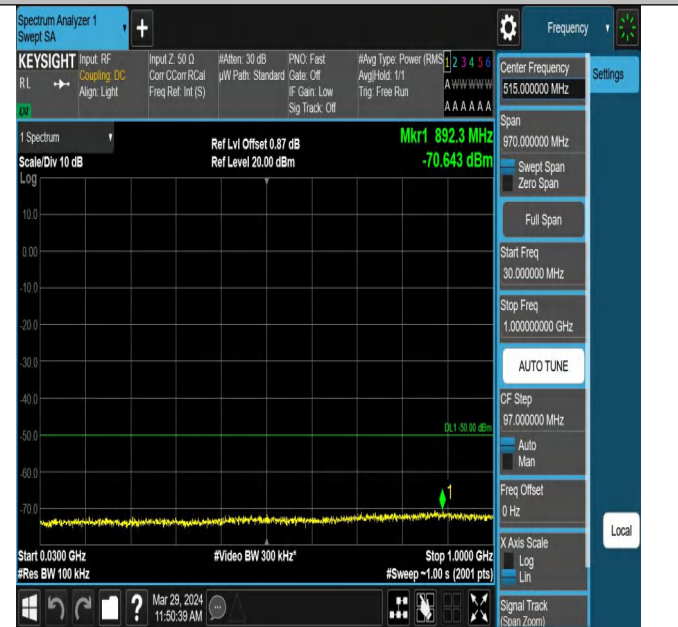 Spectrum Analyzer 1
Swept SA
Frequency
KEYSIGHT
RL
Input: RF
Coupling: DC
Align: Light
Input Z: 50 Ω
Corr CCorr RCal
Freq Ref: Int (S)
#Atten: 30 dB
µW Path: Standard
PNO: Fast
Gate: Off
IF Gain: Low
Sig Track: Off
#Avg Type: Power (RMS
Avg|Hold: 1/1
Trig: Free Run
1 2 3 4 5 6
A W W W W W
A A A A A A
1 Spectrum
Scale/Div 10 dB
Log
Ref Lvl Offset 0.87 dB
Ref Level 20.00 dBm
Mkr1 892.3 MHz
-70.643 dBm
10.0
0.00
-10.0
-20.0
-30.0
-40.0
-50.0
-60.0
-70.0
DL1 -50.00 dBm
1
Start 0.0300 GHz
#Video BW 300 kHz*
Stop 1.0000 GHz
#Res BW 100 kHz
#Sweep ~1.00 s (2001 pts)
Mar 29, 2024
11:50:39 AM
Center Frequency
515.000000 MHz
Span
970.000000 MHz
Swept Span
Zero Span
Full Span
Start Freq
30.000000 MHz
Stop Freq
1.000000000 GHz
AUTO TUNE
CF Step
97.000000 MHz
Auto
Man
Freq Offset
0 Hz
X Axis Scale
Log
Lin
Signal Track
(Span Zoom)
Settings
Local